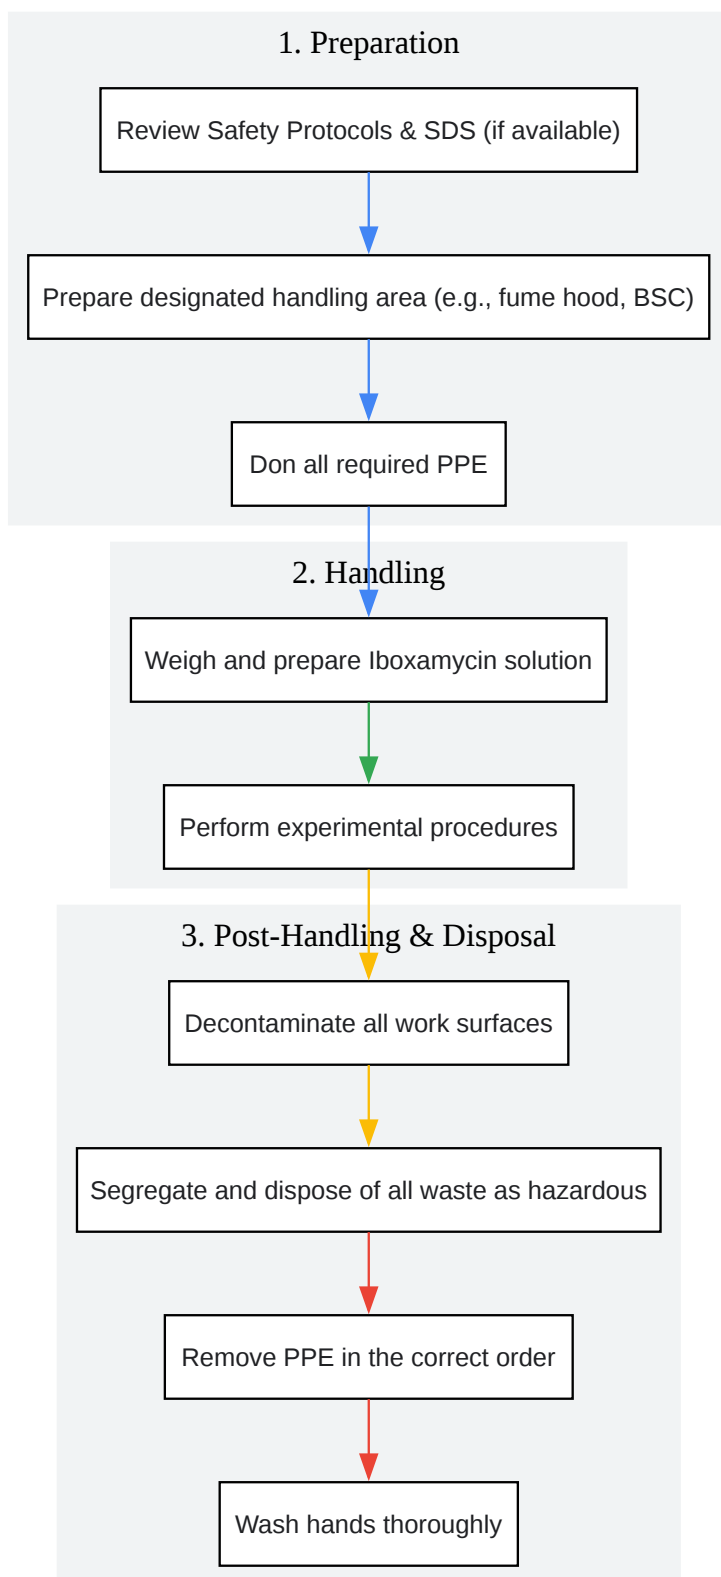 1. Preparation
Review Safety Protocols & SDS (if available)
Prepare designated handling area (e.g., fume hood, BSC)
Don all required PPE
2. Handling
Weigh and prepare Iboxamycin solution
Perform experimental procedures
3. Post-Handling & Disposal
Decontaminate all work surfaces
Segregate and dispose of all waste as hazardous
Remove PPE in the correct order
Wash hands thoroughly